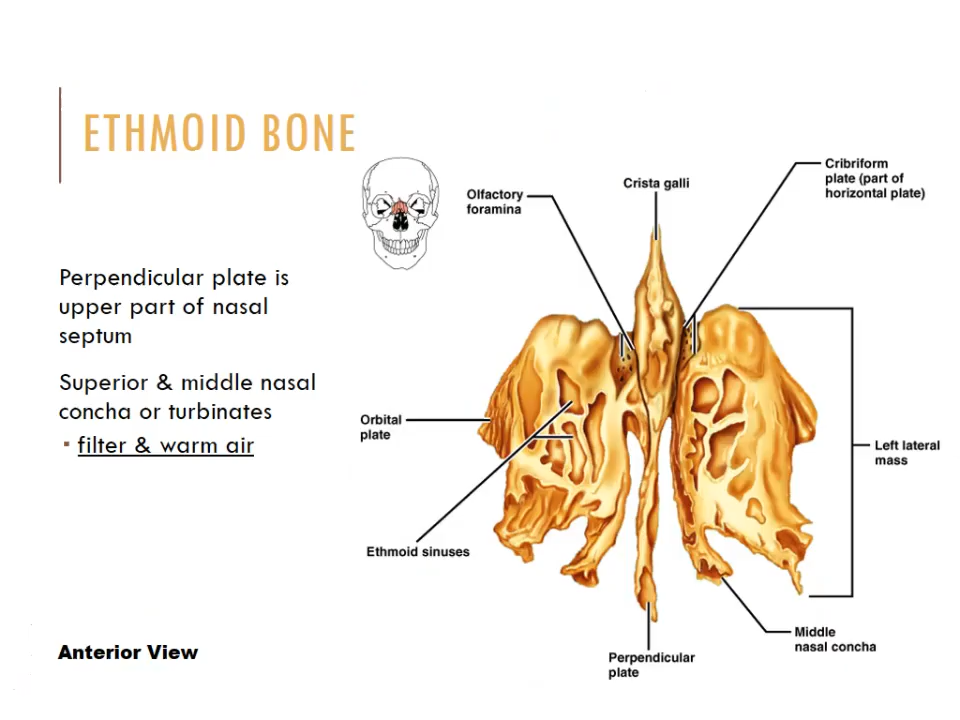 ETHMOID BONE
Perpendicular plate is
upper part of nasal
septum
Superior & middle nasal
concha or turbinates
▪ filter & warm air
Anterior View
Olfactory
foramina
Crista galli
Cribriform
plate (part of
horizontal plate)
Orbital
plate
Left lateral
mass
Ethmoid sinuses
Middle
nasal concha
Perpendicular
plate